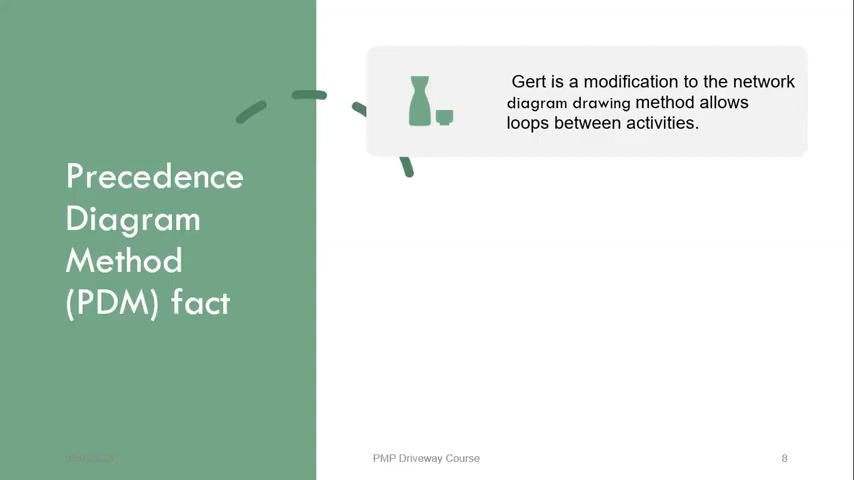 Precedence
Diagram
Method
(PDM) fact
Gert is a modification to the network
diagram drawing method allows
loops between activities.
PMP Driveway Course
8